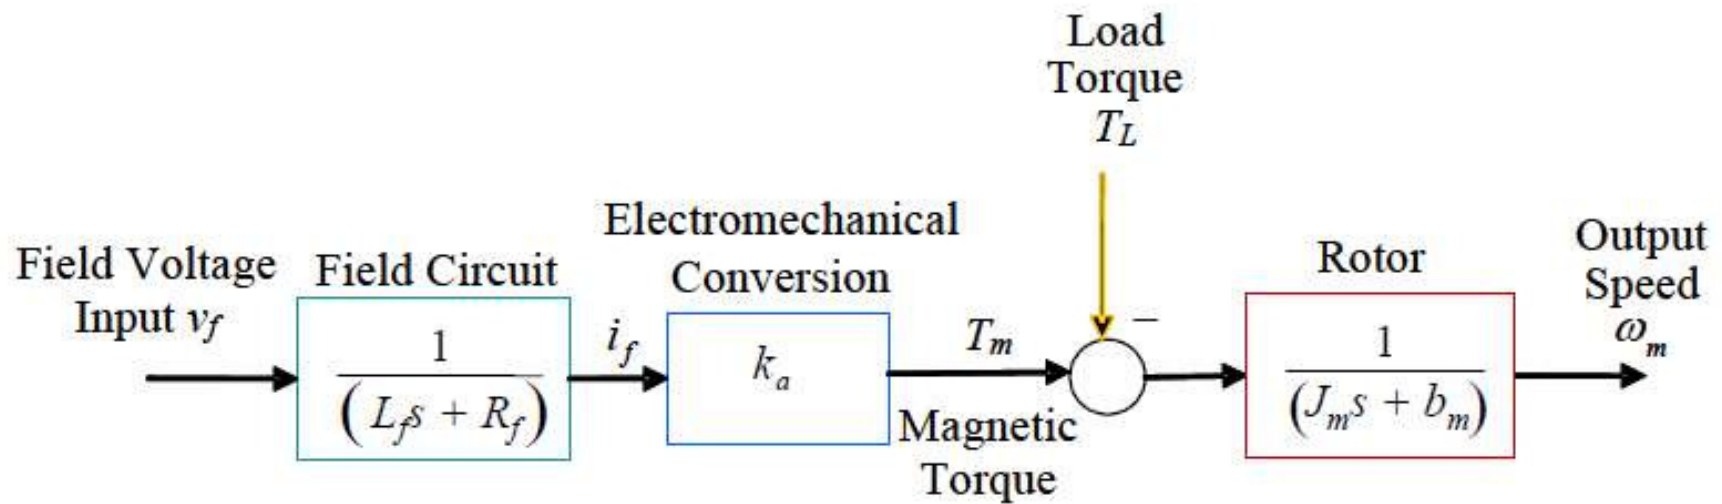 Load
Torque
T_L
Electromechanical
Conversion
Field Voltage
Input v_f
Field Circuit
1
(L_f s + R_f)
i_f
k_a
T_m
Magnetic
Torque
−
Rotor
1
(J_m s + b_m)
Output
Speed
ω_m